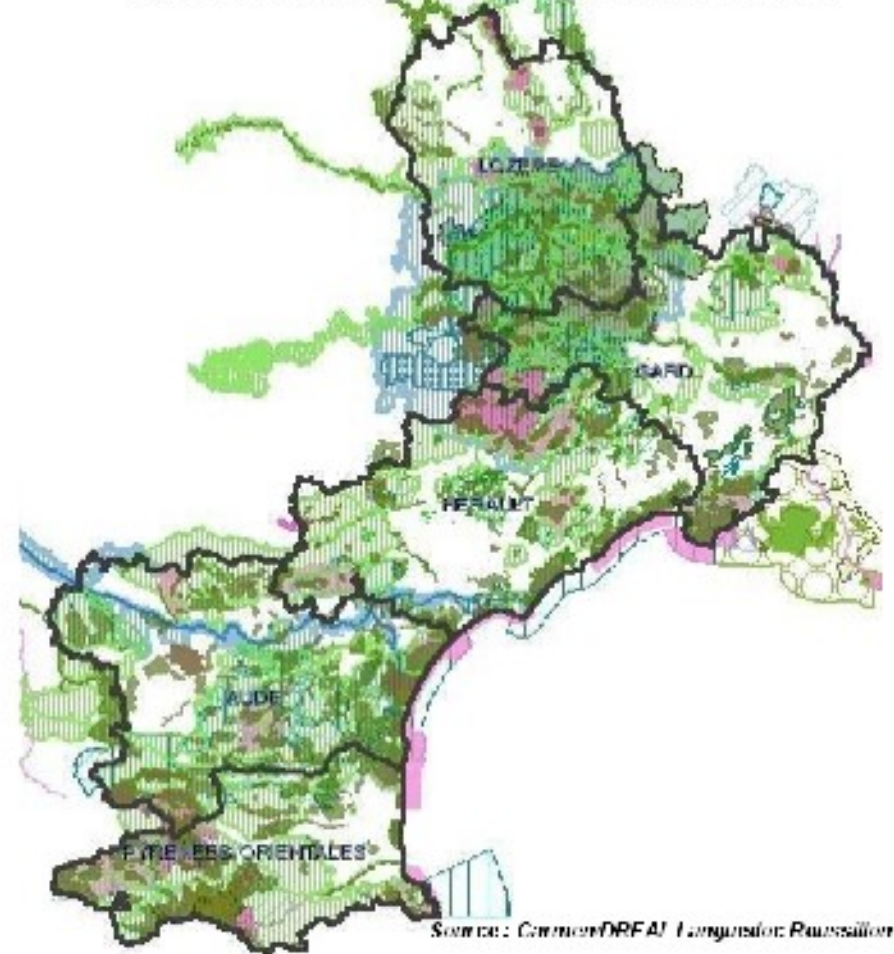 LOZERE
GARD
HERAULT
AUDE
PYRENEES ORIENTALES
Source : Carmen/DREAL Languedoc Roussillon